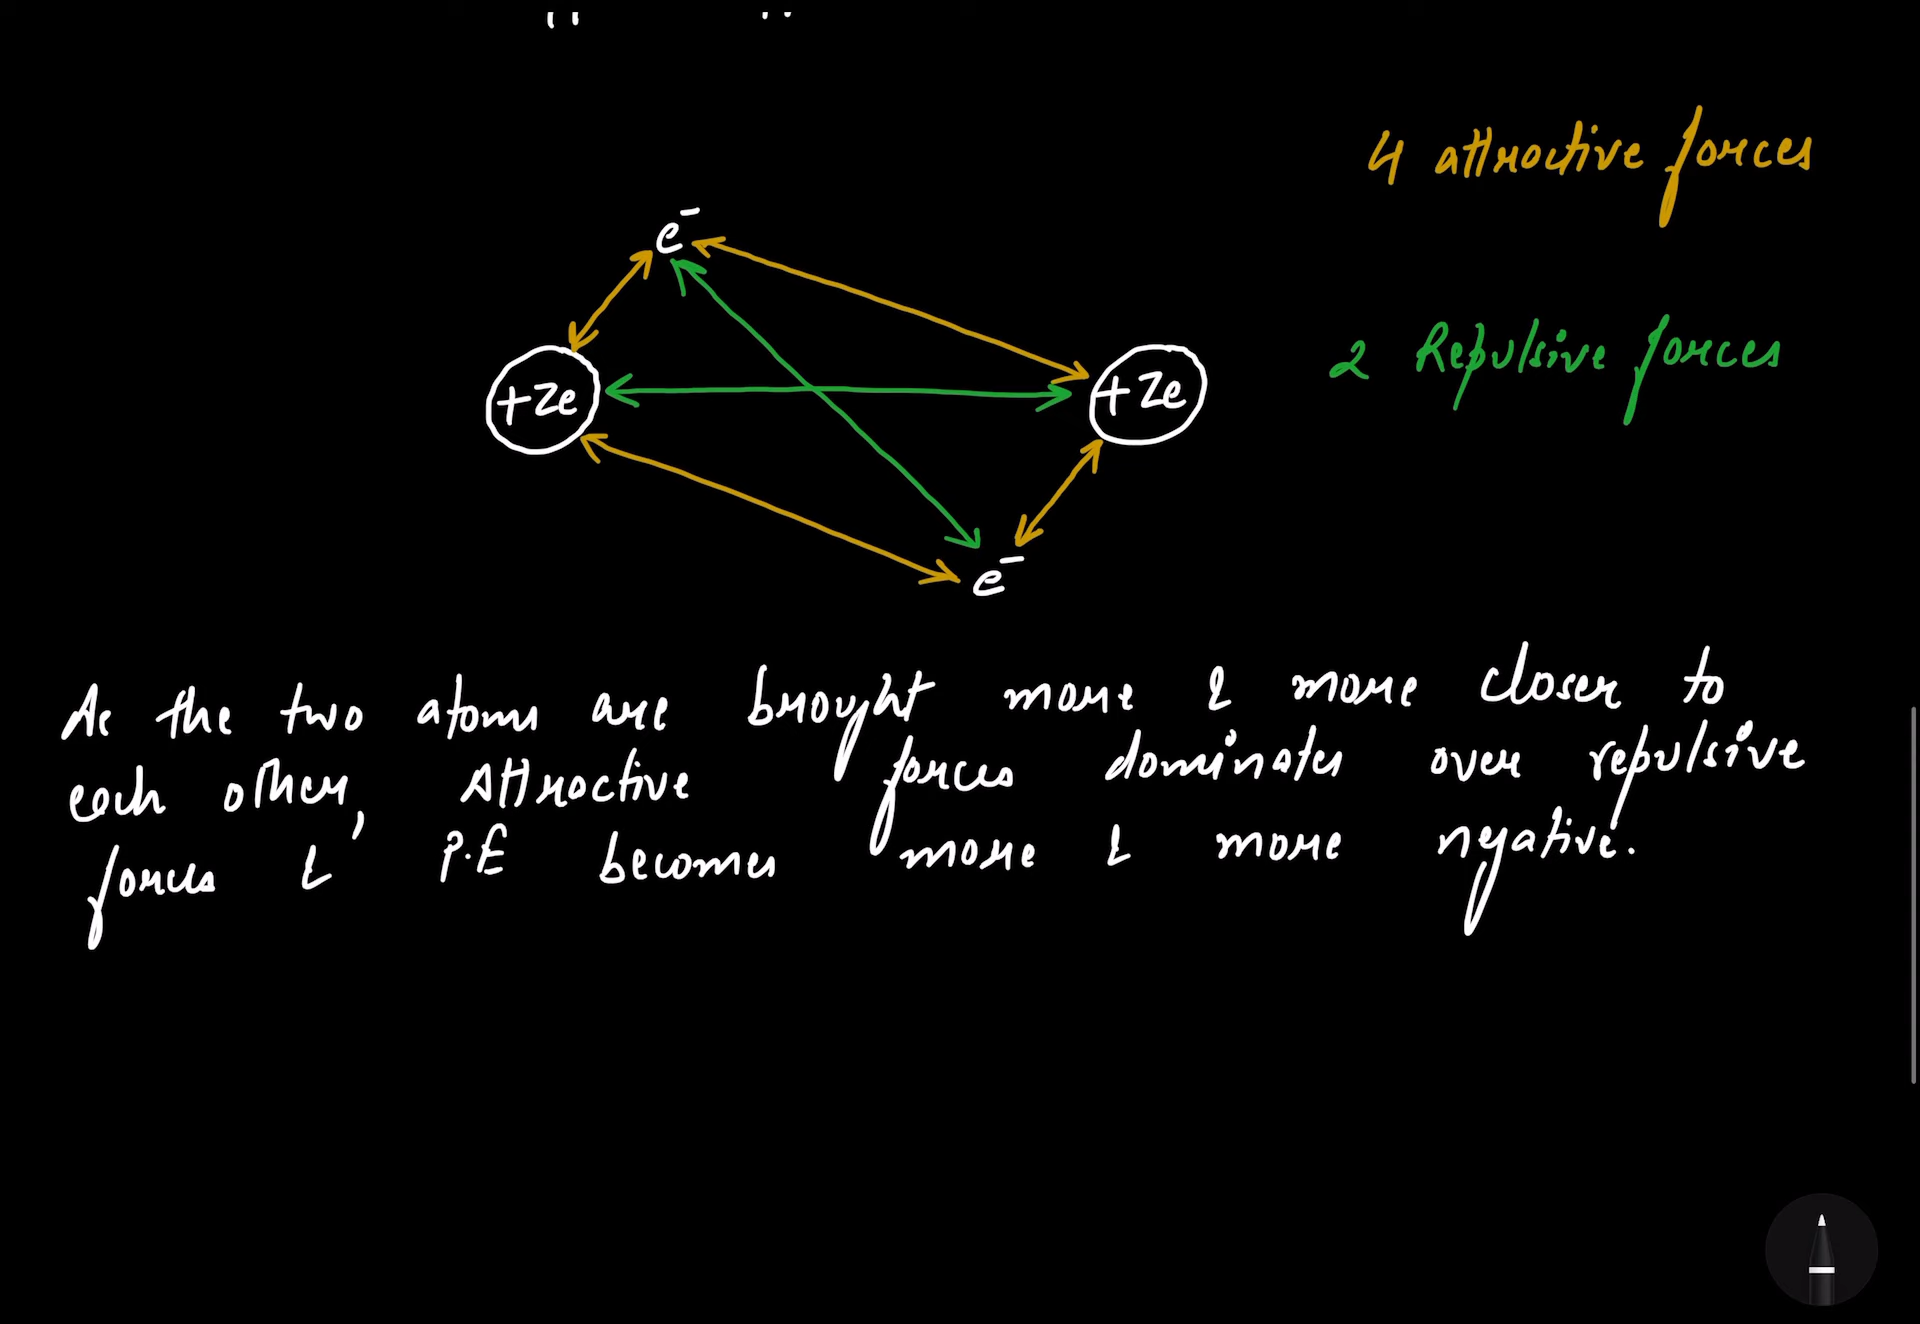 4 attractive forces
e⁻
+Ze
+Ze
2 Repulsive forces
e⁻
As the two atoms are brought more & more closer to
each other, Attractive forces dominates over repulsive
forces & P.E becomes more & more negative.